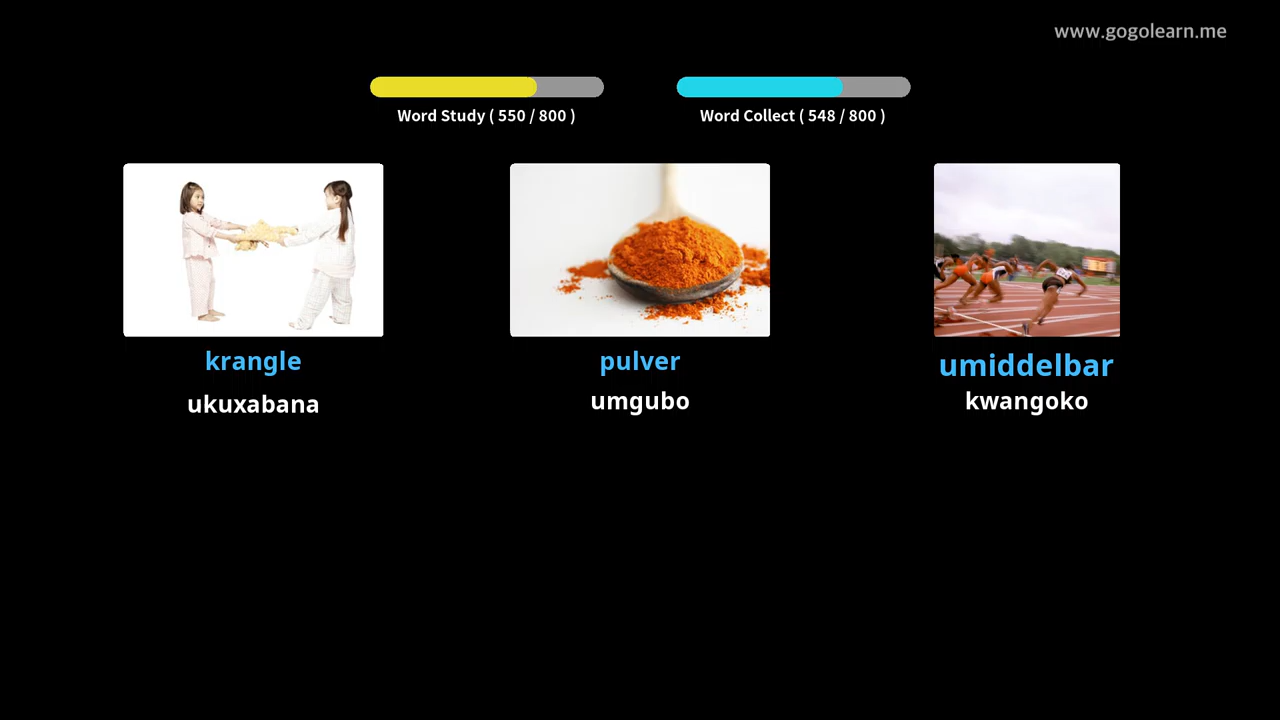 www.gogolearn.me
Word Study ( 550 / 800 )
Word Collect ( 548 / 800 )
krangle
pulver
umiddelbar
ukuxabana
umgubo
kwangoko